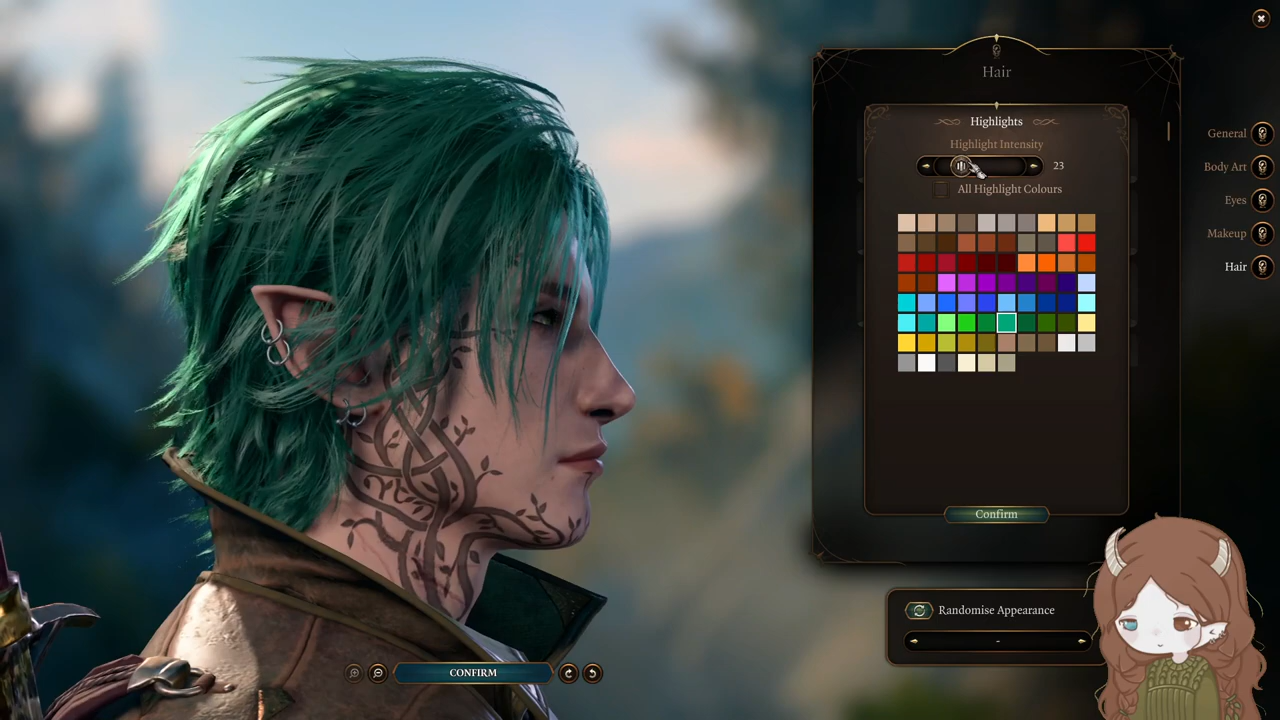 Hair
Highlights
Highlight Intensity
23
All Highlight Colours
Confirm
General
Body Art
Eyes
Makeup
Hair
Randomise Appearance
-
CONFIRM